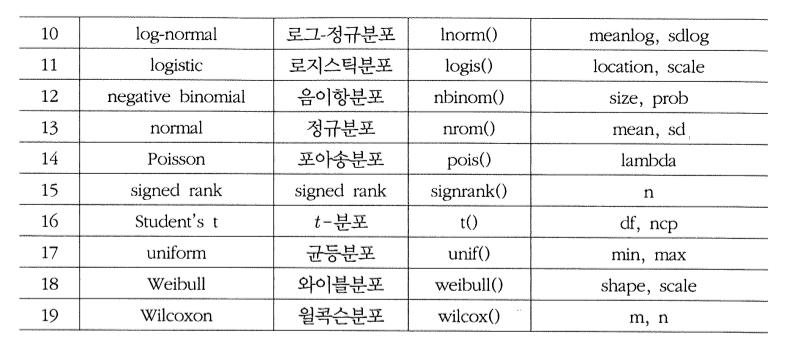 10 log-normal 로그-정규분포 lnorm() meanlog, sdlog
11 logistic 로지스틱분포 logis() location, scale
12 negative binomial 음이항분포 nbinom() size, prob
13 normal 정규분포 nrom() mean, sd
14 Poisson 포아송분포 pois() lambda
15 signed rank signed rank signrank() n
16 Student's t t-분포 t() df, ncp
17 uniform 균등분포 unif() min, max
18 Weibull 와이블분포 weibull() shape, scale
19 Wilcoxon 윌콕슨분포 wilcox() m, n